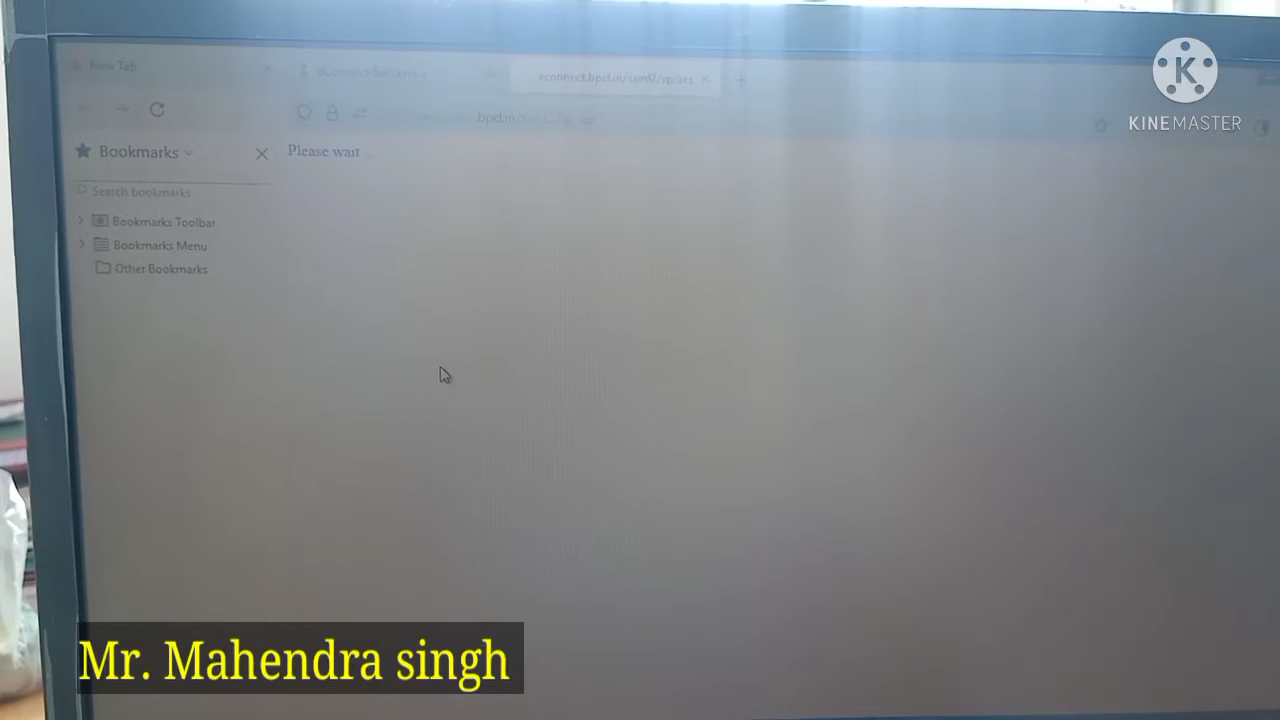 New Tab
econnect.bpcl.in/saml2/sp/acs
Bookmarks
Please wait ...
Search bookmarks
Bookmarks Toolbar
Bookmarks Menu
Other Bookmarks
K
KINEMASTER
Mr. Mahendra singh